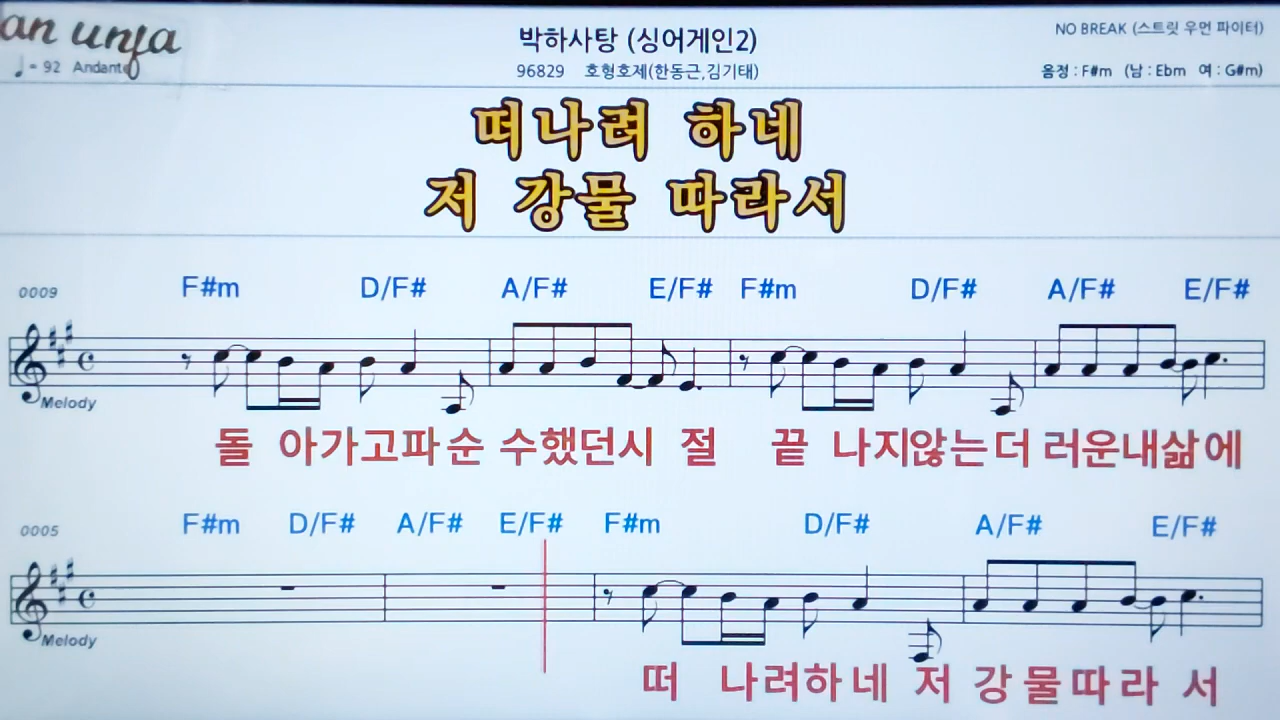 an unja
♩= 92 Andante
박하사탕 (싱어게인2)
96829 호형호제(한동근,김기태)
NO BREAK (스트릿 우먼 파이터)
음정 : F#m (남 : Ebm 여 : G#m)
떠나려 하네
저 강물 따라서
0009 F#m D/F# A/F# E/F# F#m D/F# A/F# E/F#
Melody
돌 아가고파순 수했던시 절 끝 나지않는더 러운내삶에
0005 F#m D/F# A/F# E/F# F#m D/F# A/F# E/F#
Melody
떠 나려하네 저 강물따라 서